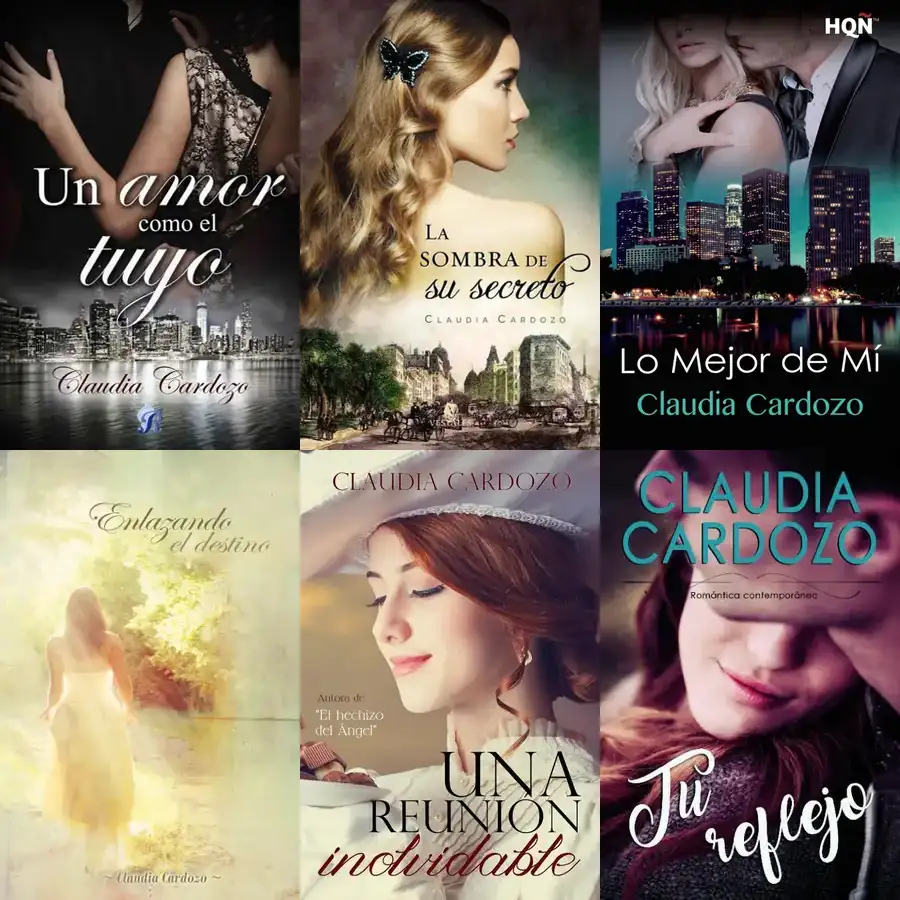 Un amor
como el
tuyo
Claudia Cardozo
LA
SOMBRA DE
su secreto
CLAUDIA CARDOZO
HQÑ™
Lo Mejor de Mí
Claudia Cardozo
Enlazando
el destino
~ Claudia Cardozo ~
CLAUDIA CARDOZO
Autora de
"El hechizo
del Ángel"
UNA
REUNIÓN
inolvidable
CLAUDIA
CARDOZO
Romántica contemporánea
Tu
reflejo